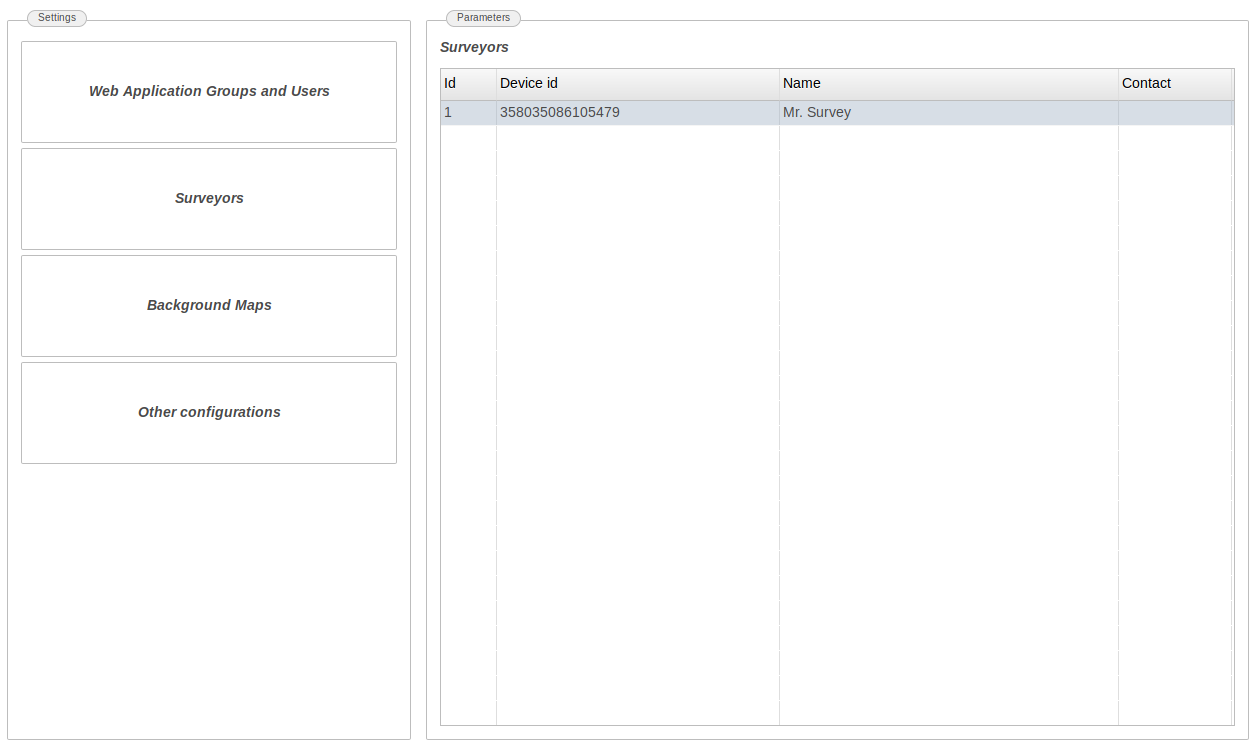 Settings
Web Application Groups and Users
Surveyors
Background Maps
Other configurations
Parameters
Surveyors
Id Device id Name Contact
1 358035086105479 Mr. Survey